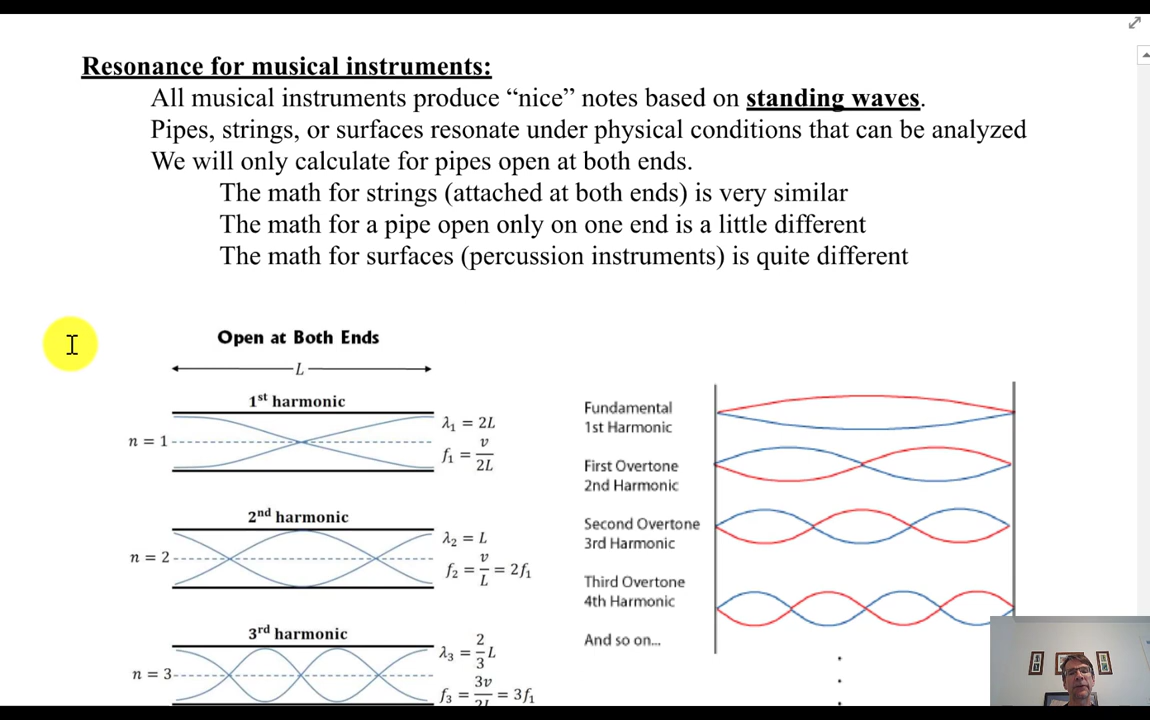 Resonance for musical instruments:
All musical instruments produce “nice” notes based on standing waves.
Pipes, strings, or surfaces resonate under physical conditions that can be analyzed
We will only calculate for pipes open at both ends.
The math for strings (attached at both ends) is very similar
The math for a pipe open only on one end is a little different
The math for surfaces (percussion instruments) is quite different
Open at Both Ends
L
1st harmonic
n = 1
λ₁ = 2L
f₁ = v/2L
2nd harmonic
n = 2
λ₂ = L
f₂ = v/L = 2f₁
3rd harmonic
n = 3
λ₃ = 2/3 L
f₃ = 3v/2L = 3f₁
Fundamental
1st Harmonic
First Overtone
2nd Harmonic
Second Overtone
3rd Harmonic
Third Overtone
4th Harmonic
And so on...